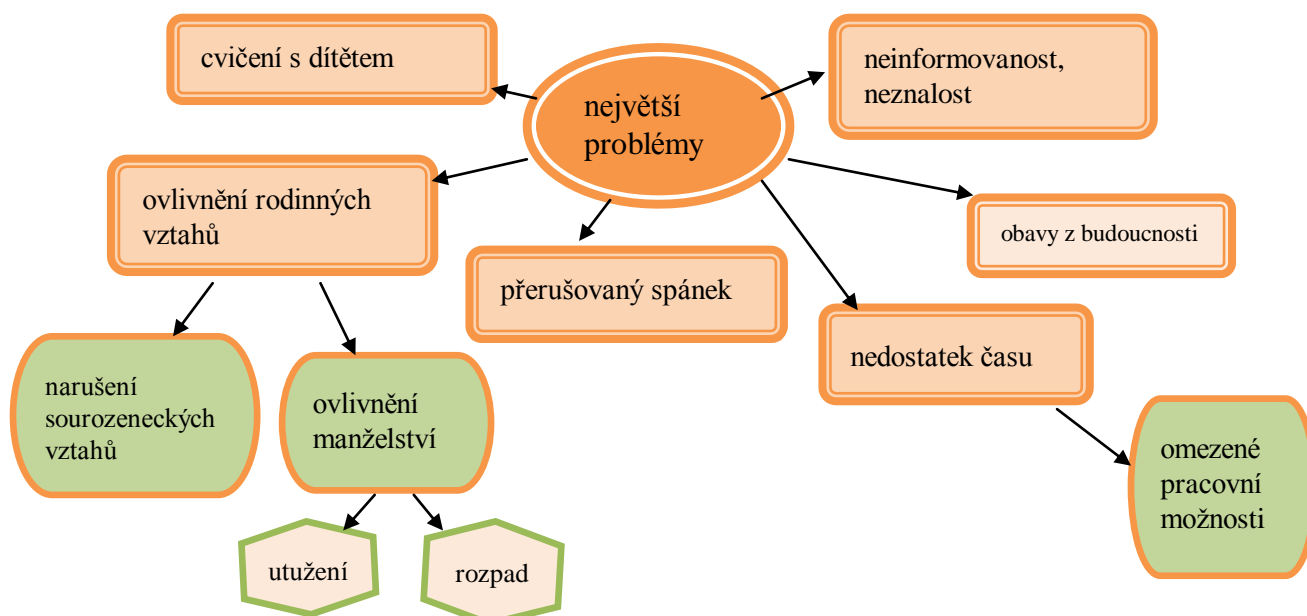 cvičení s dítětem
největší
problémy
neinformovanost,
neznalost
ovlivnění rodinných
vztahů
obavy z budoucnosti
přerušovaný spánek
nedostatek času
narušení
sourozeneckých
vztahů
ovlivnění
manželství
omezené
pracovní
možnosti
utužení
rozpad